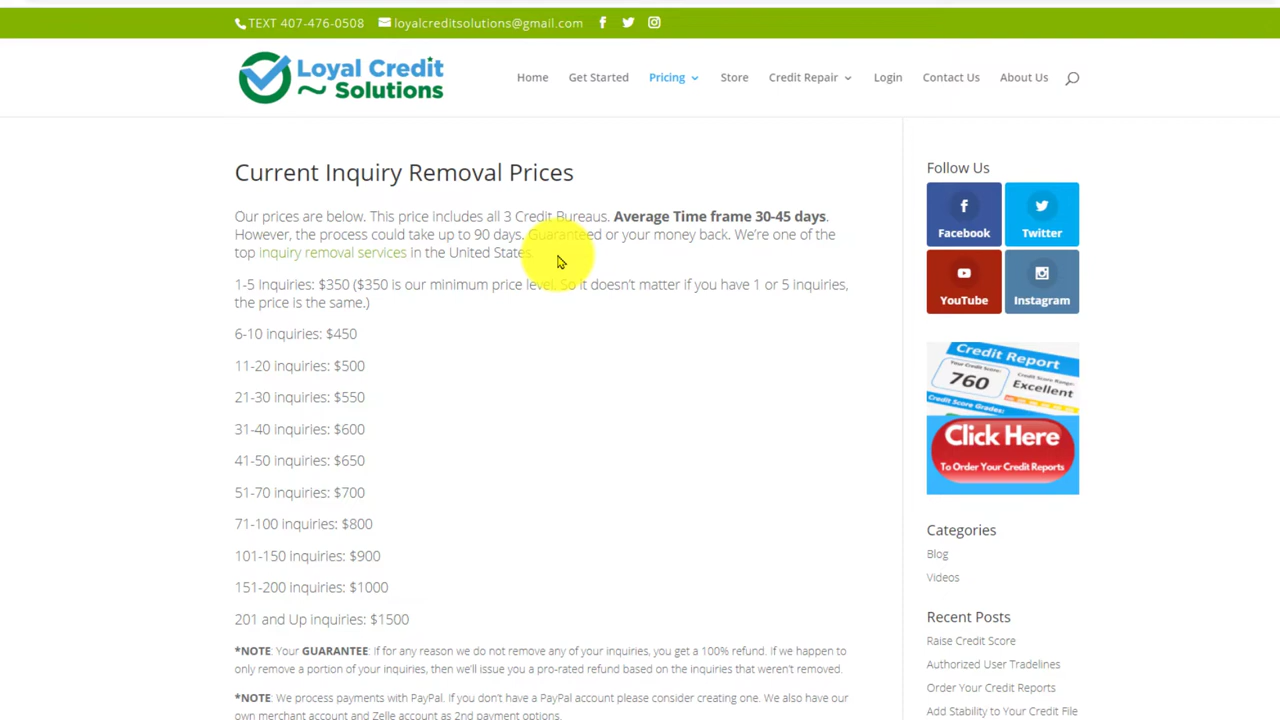 TEXT 407-476-0508 loyalcreditsolutions@gmail.com
Loyal Credit
Solutions
Home Get Started Pricing Store Credit Repair Login Contact Us About Us
Current Inquiry Removal Prices
Our prices are below. This price includes all 3 Credit Bureaus. Average Time frame 30-45 days.
However, the process could take up to 90 days. Guaranteed or your money back. We're one of the
top inquiry removal services in the United States.
1-5 Inquiries: $350 ($350 is our minimum price level. So it doesn't matter if you have 1 or 5 inquiries,
the price is the same.)
6-10 inquiries: $450
11-20 inquiries: $500
21-30 inquiries: $550
31-40 inquiries: $600
41-50 inquiries: $650
51-70 inquiries: $700
71-100 inquiries: $800
101-150 inquiries: $900
151-200 inquiries: $1000
201 and Up inquiries: $1500
*NOTE: Your GUARANTEE: If for any reason we do not remove any of your inquiries, you get a 100% refund. If we happen to
only remove a portion of your inquiries, then we'll issue you a pro-rated refund based on the inquiries that weren't removed.
*NOTE: We process payments with PayPal. If you don't have a PayPal account please consider creating one. We also have our
own merchant account and Zelle account as 2nd payment options.
Follow Us
Facebook Twitter
YouTube Instagram
Credit Report
Your Credit Score: Credit Score Range:
760 Excellent
Credit Score Grades:
Click Here
To Order Your Credit Reports
Categories
Blog
Videos
Recent Posts
Raise Credit Score
Authorized User Tradelines
Order Your Credit Reports
Add Stability to Your Credit File